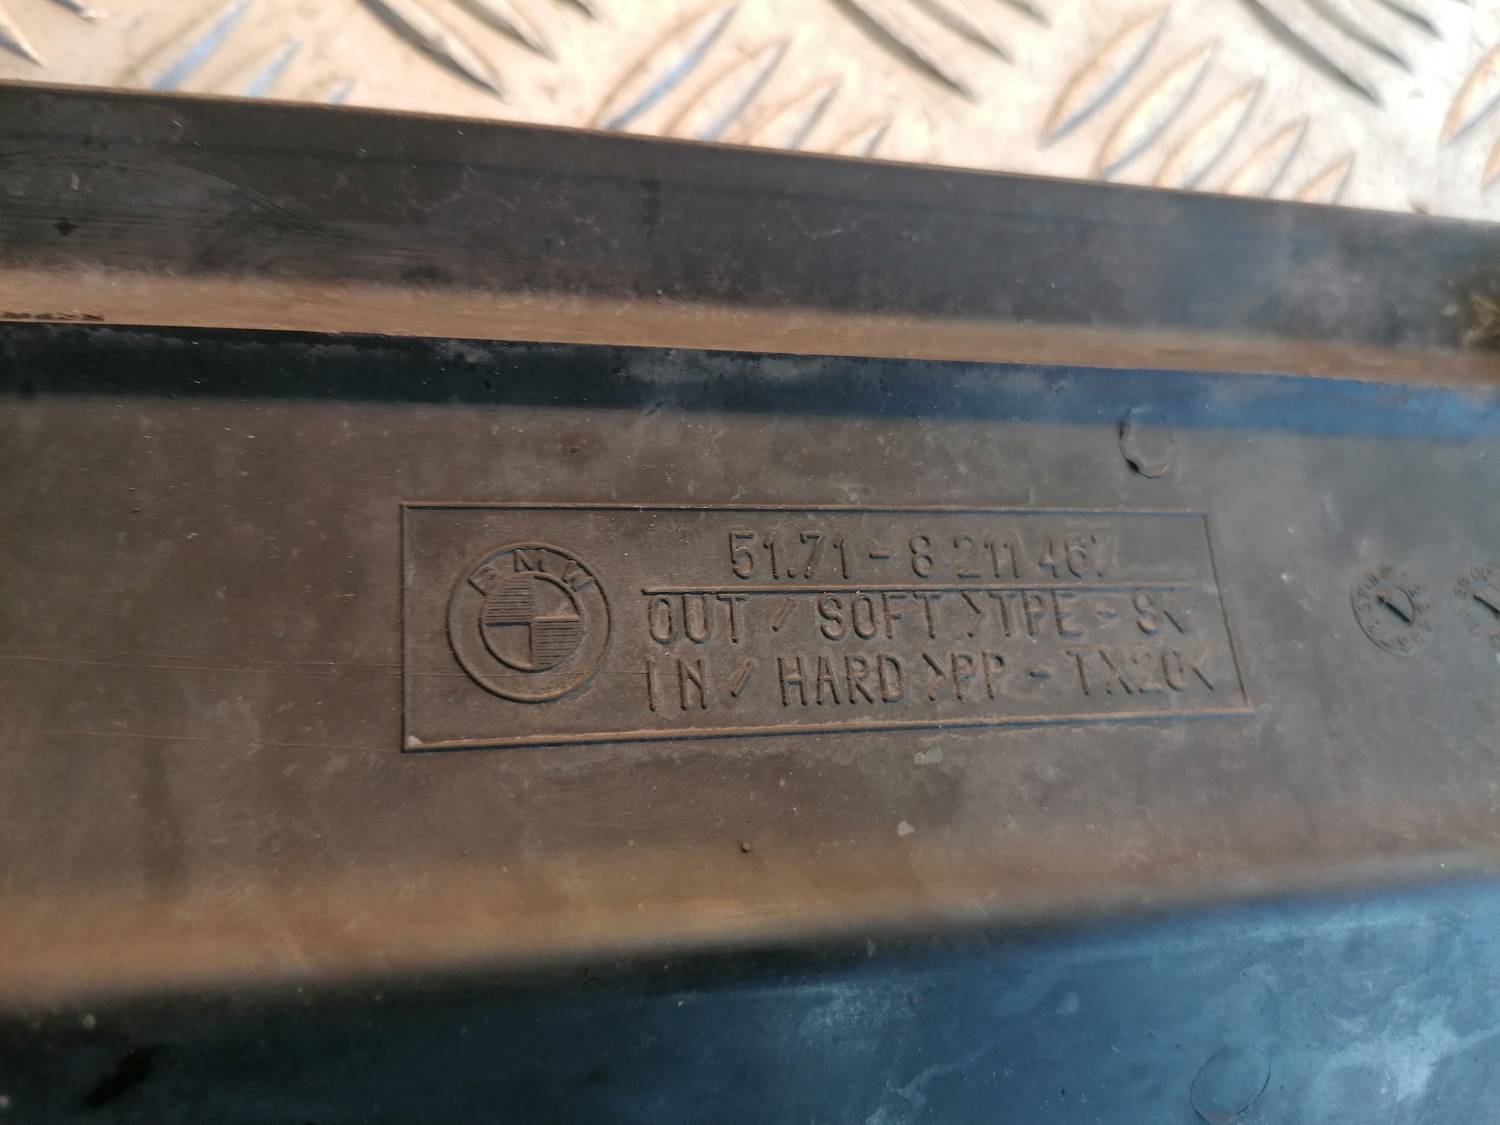 BMW
51.71-8 211 467
OUT / SOFT >TPE-S<
IN / HARD >PP-TX20<